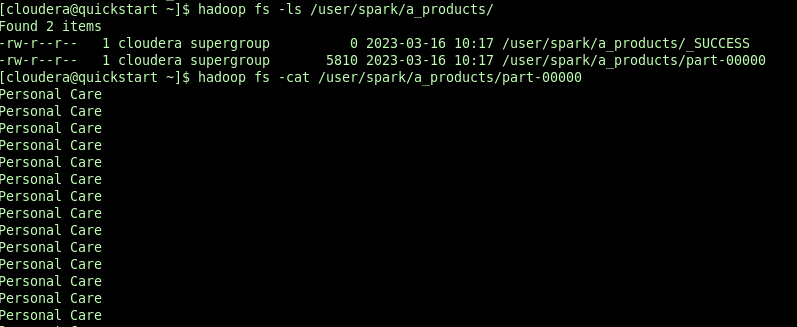 [cloudera@quickstart ~]$ hadoop fs -ls /user/spark/a_products/
Found 2 items
-rw-r--r--   1 cloudera supergroup          0 2023-03-16 10:17 /user/spark/a_products/_SUCCESS
-rw-r--r--   1 cloudera supergroup       5810 2023-03-16 10:17 /user/spark/a_products/part-00000
[cloudera@quickstart ~]$ hadoop fs -cat /user/spark/a_products/part-00000
Personal Care
Personal Care
Personal Care
Personal Care
Personal Care
Personal Care
Personal Care
Personal Care
Personal Care
Personal Care
Personal Care
Personal Care
Personal Care
Personal Care